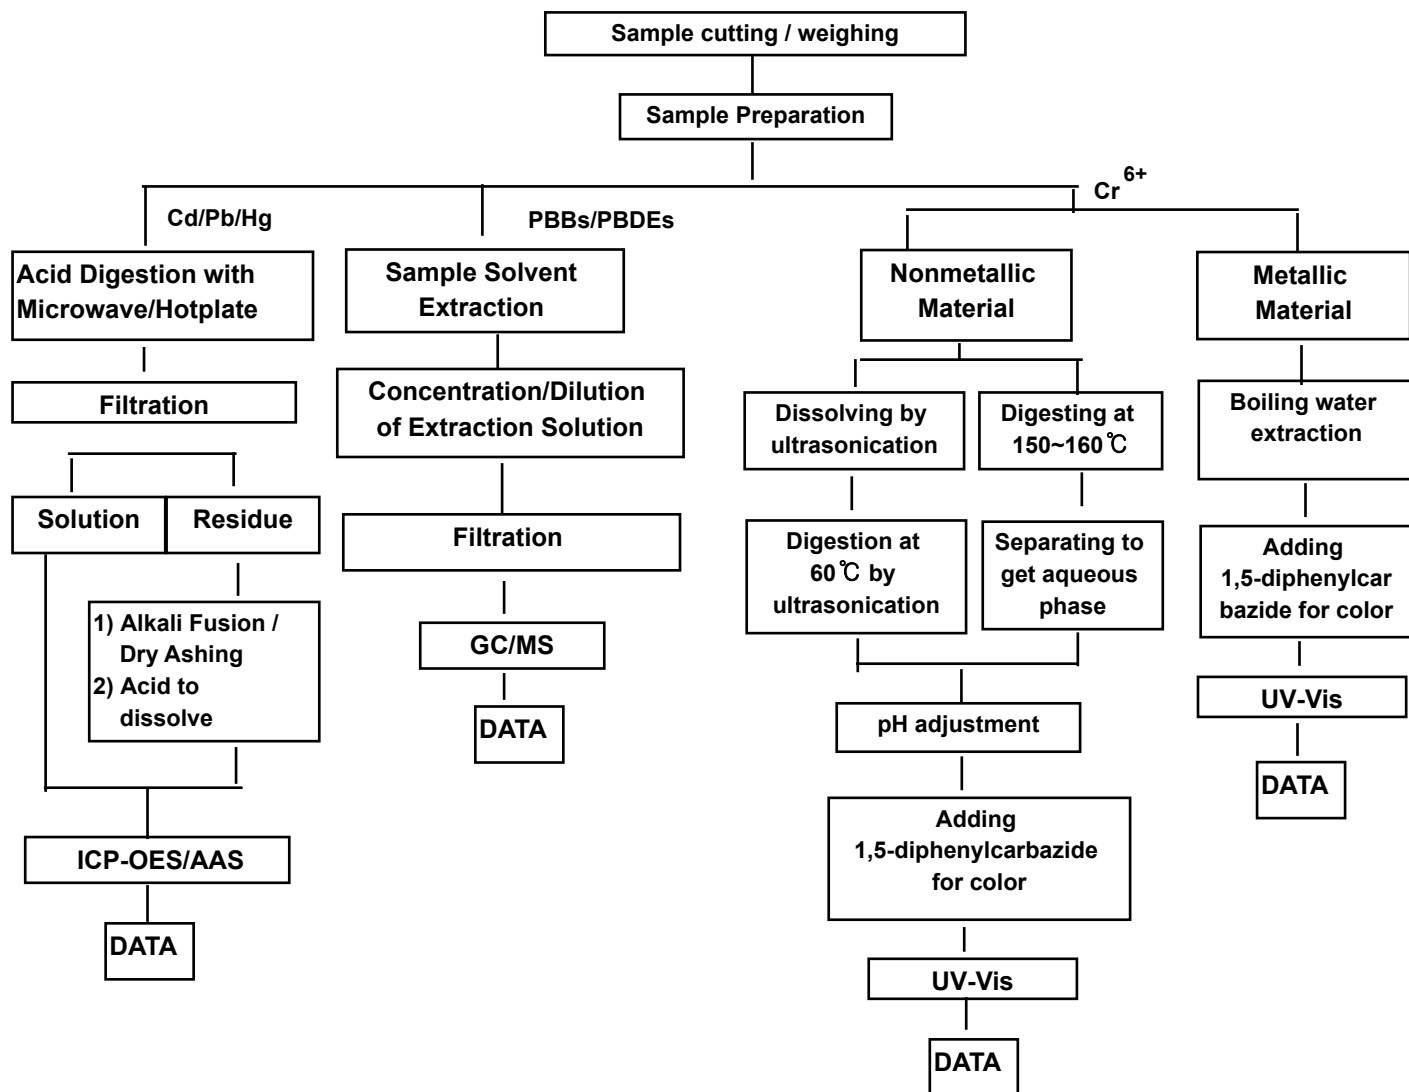 Sample cutting / weighing
Sample Preparation
Cd/Pb/Hg
PBBs/PBDEs
Cr 6+
Acid Digestion with
Microwave/Hotplate
Filtration
Solution
Residue
1) Alkali Fusion /
Dry Ashing
2) Acid to
dissolve
ICP-OES/AAS
DATA
Sample Solvent
Extraction
Concentration/Dilution
of Extraction Solution
Filtration
GC/MS
DATA
Nonmetallic
Material
Dissolving by
ultrasonication
Digestion at
60℃ by
ultrasonication
Digesting at
150~160℃
Separating to
get aqueous
phase
pH adjustment
Adding
1,5-diphenylcarbazide
for color
UV-Vis
DATA
Metallic
Material
Boiling water
extraction
Adding
1,5-diphenylcar
bazide for color
UV-Vis
DATA